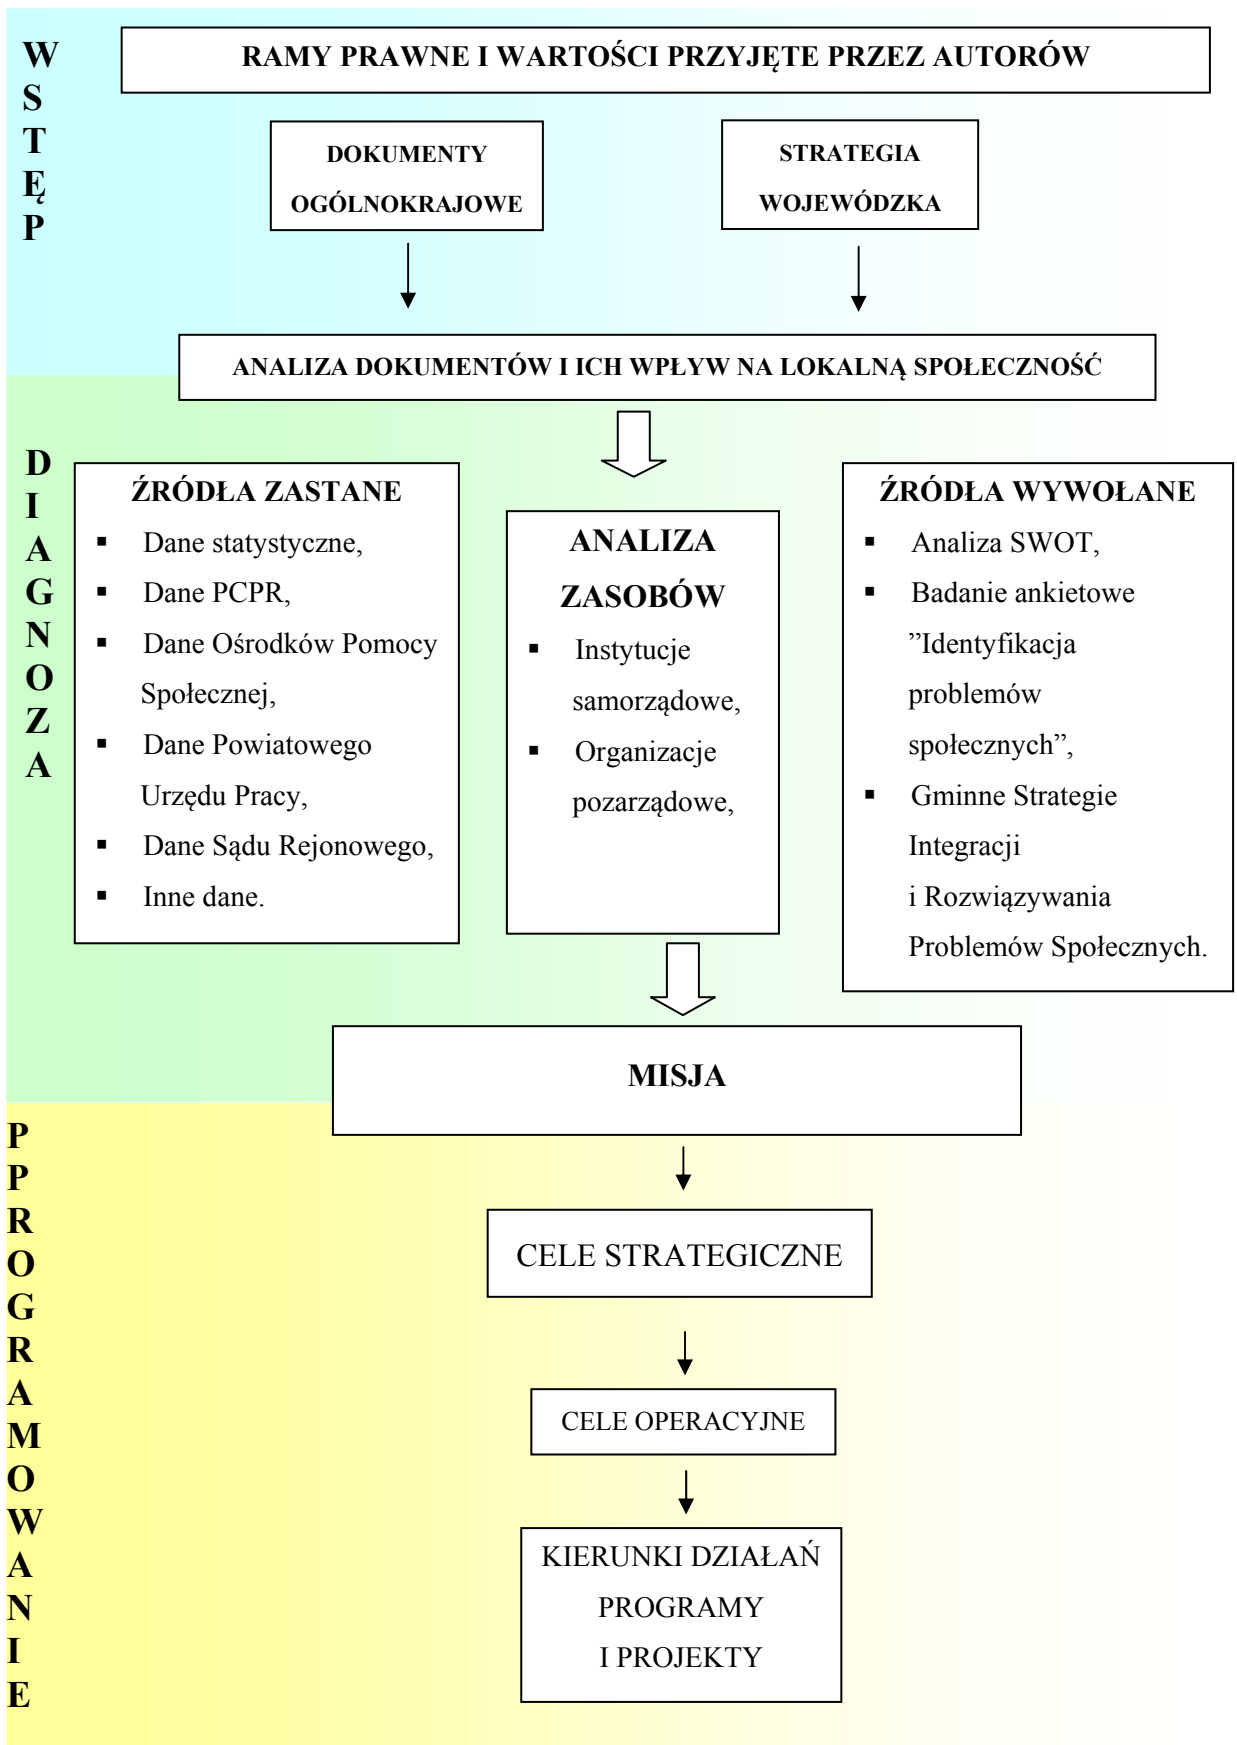 W
S
T
Ę
P
RAMY PRAWNE I WARTOŚCI PRZYJĘTE PRZEZ AUTORÓW
DOKUMENTY
OGÓLNOKRAJOWE
STRATEGIA
WOJEWÓDZKA
ANALIZA DOKUMENTÓW I ICH WPŁYW NA LOKALNĄ SPOŁECZNOŚĆ
D
I
A
G
N
O
Z
A
ŹRÓDŁA ZASTANE
▪ Dane statystyczne,
▪ Dane PCPR,
▪ Dane Ośrodków Pomocy
Społecznej,
▪ Dane Powiatowego
Urzędu Pracy,
▪ Dane Sądu Rejonowego,
▪ Inne dane.
ANALIZA
ZASOBÓW
▪ Instytucje
samorządowe,
▪ Organizacje
pozarządowe,
ŹRÓDŁA WYWOŁANE
▪ Analiza SWOT,
▪ Badanie ankietowe
”Identyfikacja
problemów
społecznych”,
▪ Gminne Strategie
Integracji
i Rozwiązywania
Problemów Społecznych.
MISJA
P
P
R
O
G
R
A
M
O
W
A
N
I
E
CELE STRATEGICZNE
CELE OPERACYJNE
KIERUNKI DZIAŁAŃ
PROGRAMY
I PROJEKTY